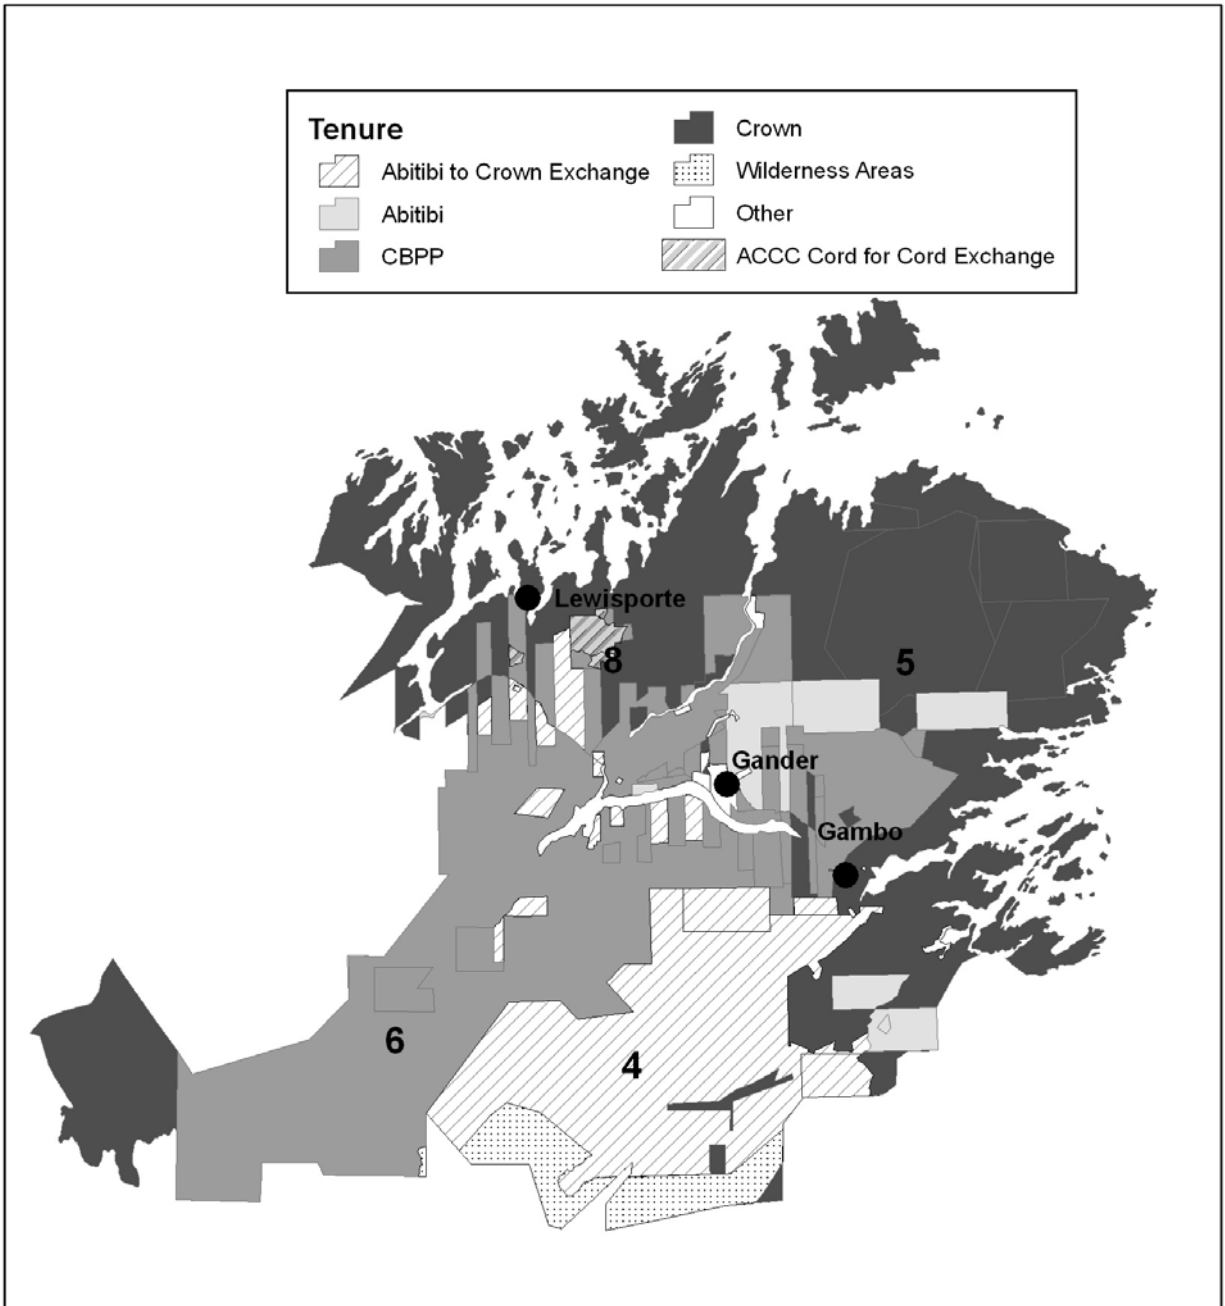 Tenure
Abitibi to Crown Exchange
Abitibi
CBPP
Crown
Wilderness Areas
Other
ACCC Cord for Cord Exchange
Lewisporte
8
5
Gander
Gambo
6
4